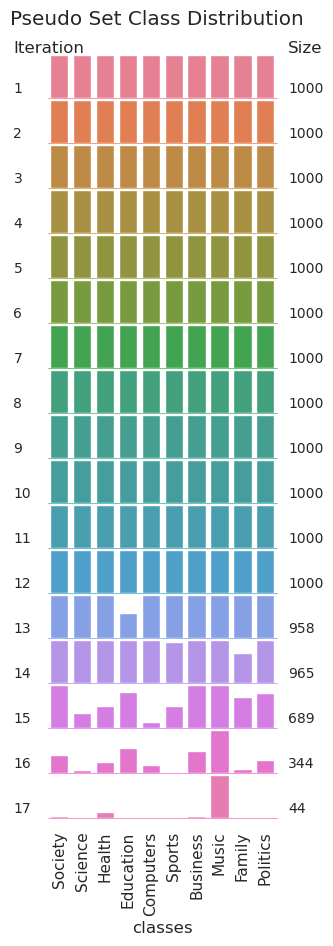 Pseudo Set Class Distribution
Iteration Size
1 1000
2 1000
3 1000
4 1000
5 1000
6 1000
7 1000
8 1000
9 1000
10 1000
11 1000
12 1000
13 958
14 965
15 689
16 344
17 44
Society
Science
Health
Education
Computers
Sports
Business
Music
Family
Politics
classes